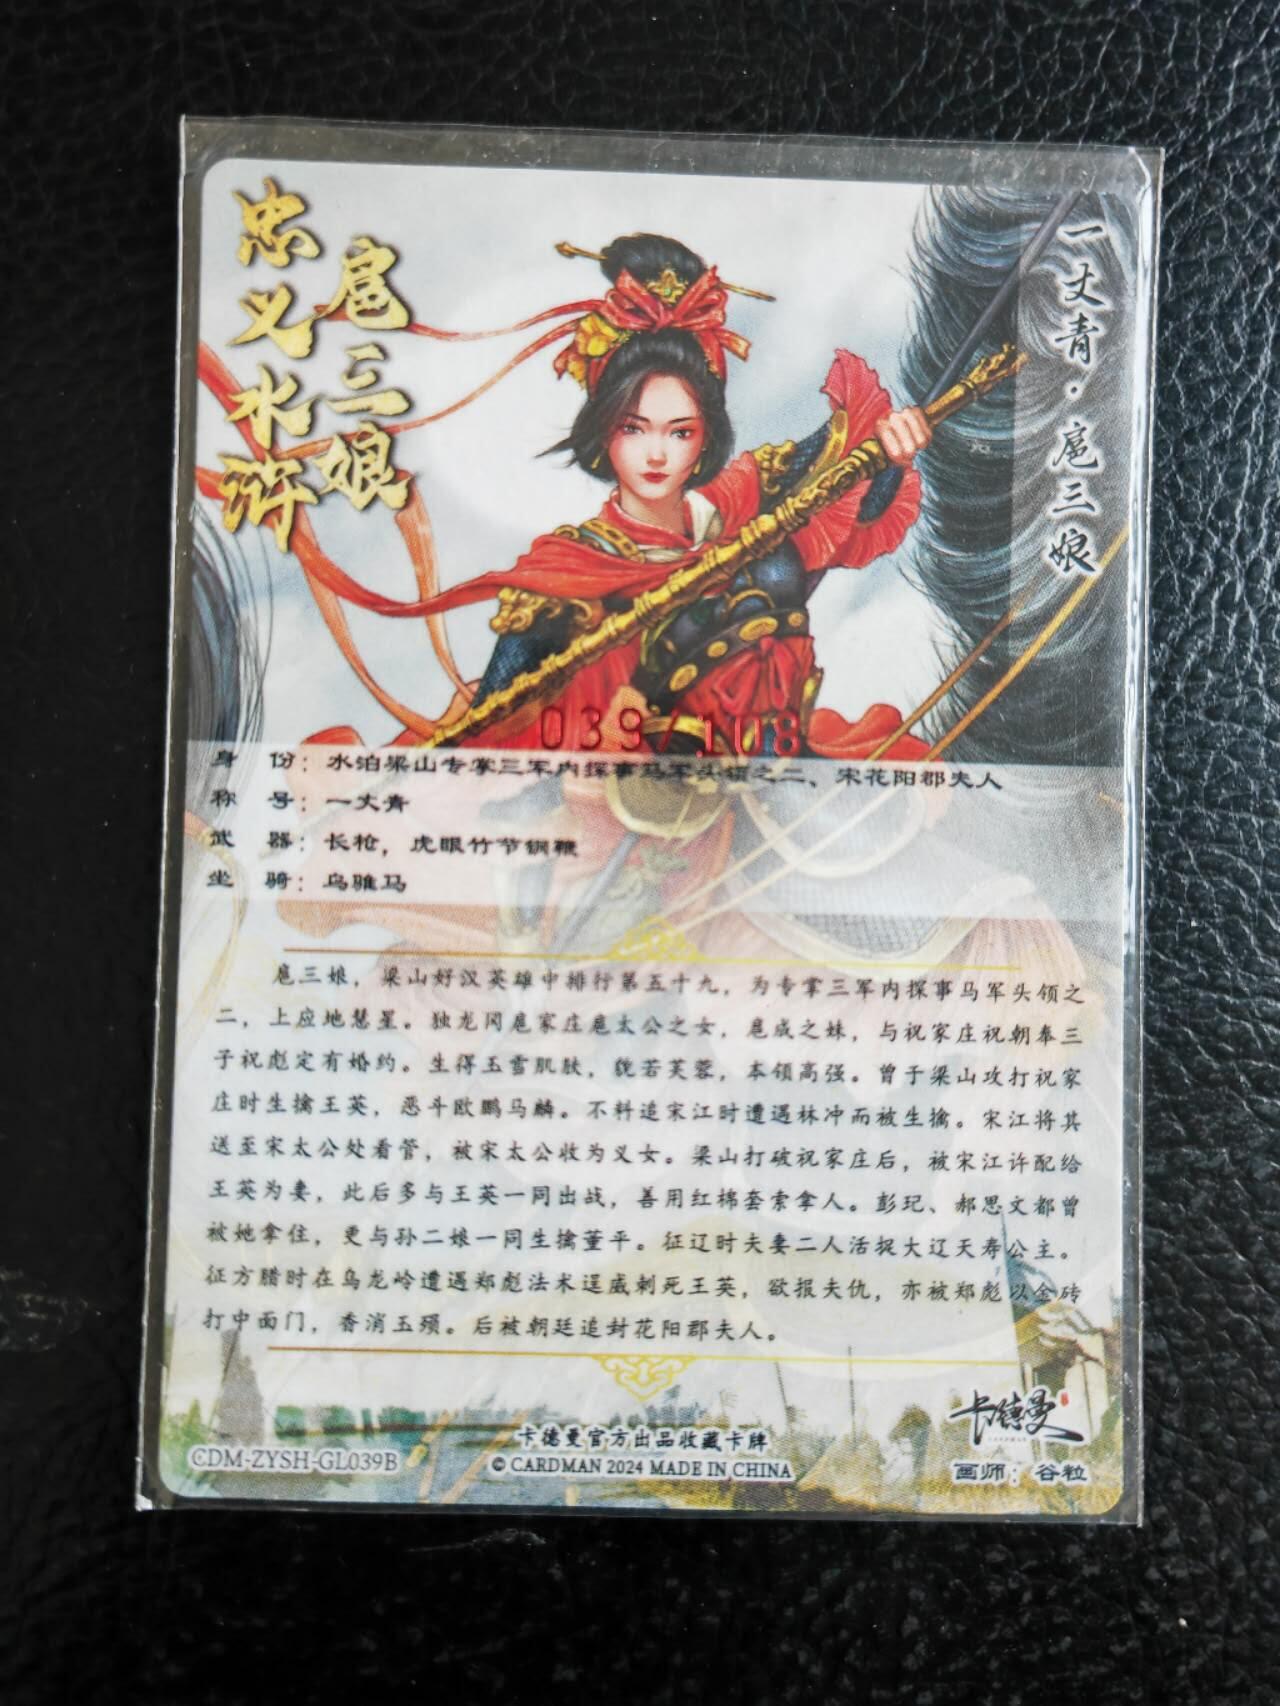 忠义水浒
扈三娘
一丈青·扈三娘
039/108
身 份：水泊梁山专掌三军内探事马军头领之二、宋花阳郡夫人
称 号：一丈青
武 器：长枪，虎眼竹节钢鞭
坐 骑：乌骓马
扈三娘，梁山好汉英雄中排行第五十九，为专掌三军内探事马军头领之
二，上应地慧星。独龙冈扈家庄扈太公之女，扈成之妹，与祝家庄祝朝奉三
子祝彪定有婚约。生得玉雪肌肤，貌若芙蓉，本领高强。曾于梁山攻打祝家
庄时生擒王英，恶斗欧鹏马麟。不料追宋江时遭遇林冲而被生擒。宋江将其
送至宋太公处看管，被宋太公收为义女。梁山打破祝家庄后，被宋江许配给
王英为妻，此后多与王英一同出战，善用红棉套索拿人。彭玘、郝思文都曾
被她拿住，更与孙二娘一同生擒董平。征辽时夫妻二人活捉大辽天寿公主。
征方腊时在乌龙岭遭遇郑彪法术逞威刺死王英，欲报夫仇，亦被郑彪以金砖
打中面门，香消玉殒。后被朝廷追封花阳郡夫人。
卡德曼
CDM-ZYSH-GL039B
卡德曼官方出品收藏卡牌
© CARDMAN 2024 MADE IN CHINA
画师：谷粒